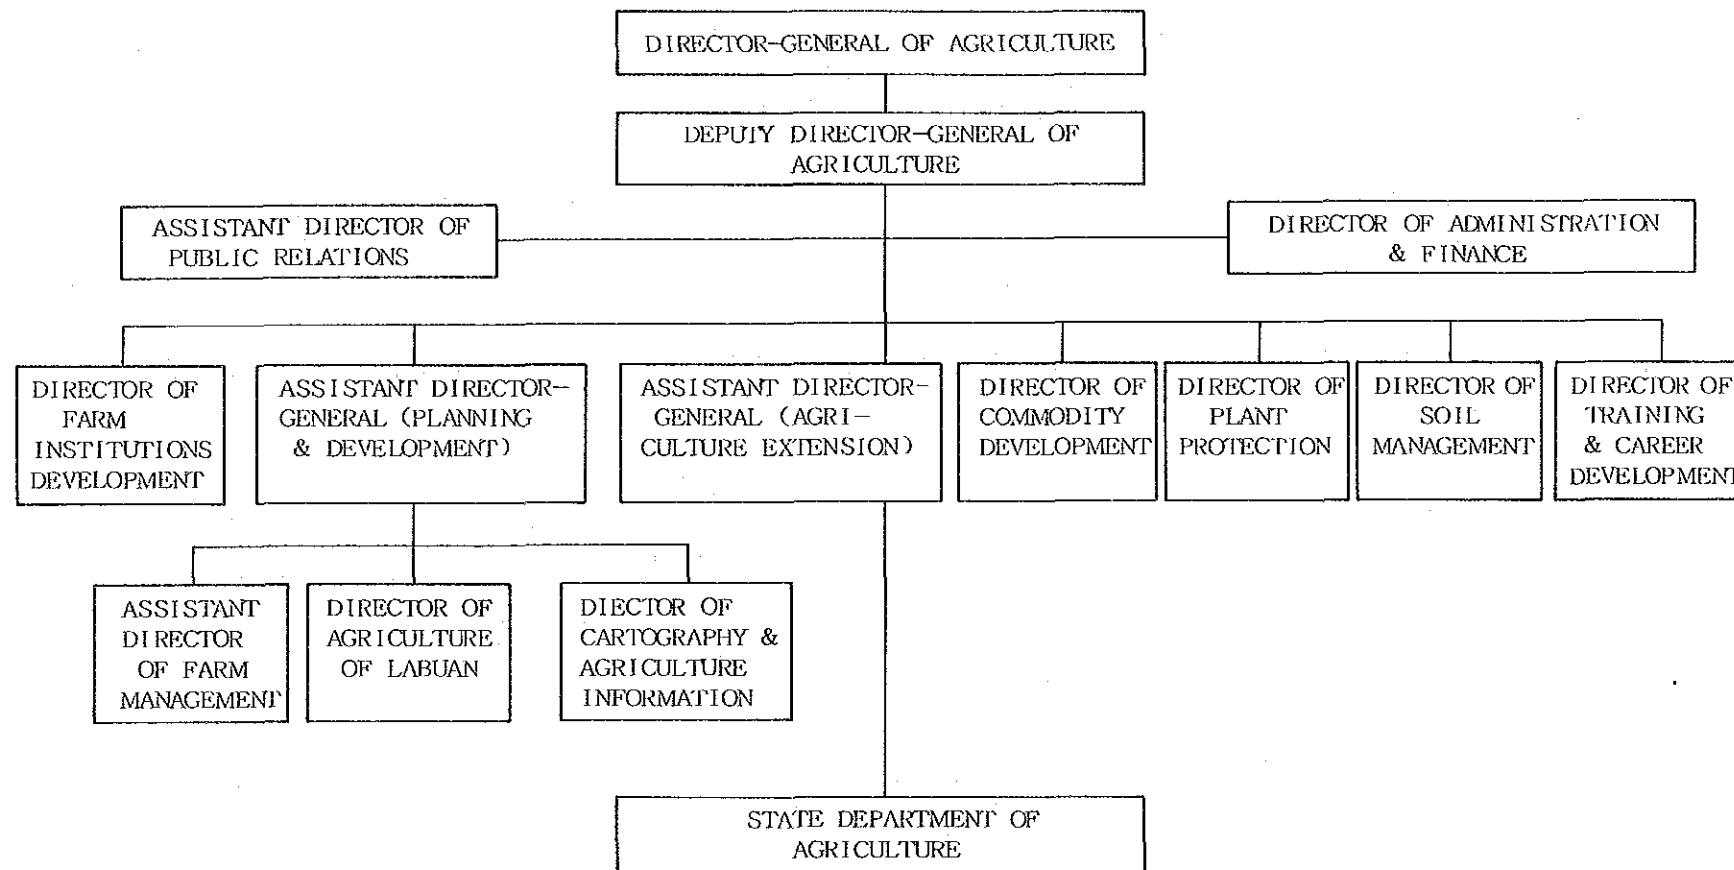 DIRECTOR-GENERAL OF AGRICULTURE
DEPUTY DIRECTOR-GENERAL OF
AGRICULTURE
ASSISTANT DIRECTOR OF
PUBLIC RELATIONS
DIRECTOR OF ADMINISTRATION
& FINANCE
DIRECTOR OF
FARM
INSTITUTIONS
DEVELOPMENT
ASSISTANT DIRECTOR-
GENERAL (PLANNING
& DEVELOPMENT)
ASSISTANT DIRECTOR-
GENERAL (AGRI-
CULTURE EXTENSION)
DIRECTOR OF
COMMODITY
DEVELOPMENT
DIRECTOR OF
PLANT
PROTECTION
DIRECTOR OF
SOIL
MANAGEMENT
DIRECTOR OF
TRAINING
& CAREER
DEVELOPMENT
ASSISTANT
DIRECTOR
OF FARM
MANAGEMENT
DIRECTOR OF
AGRICULTURE
OF LABUAN
DIECTOR OF
CARTOGRAPHY &
AGRICULTURE
INFORMATION
STATE DEPARTMENT OF
AGRICULTURE